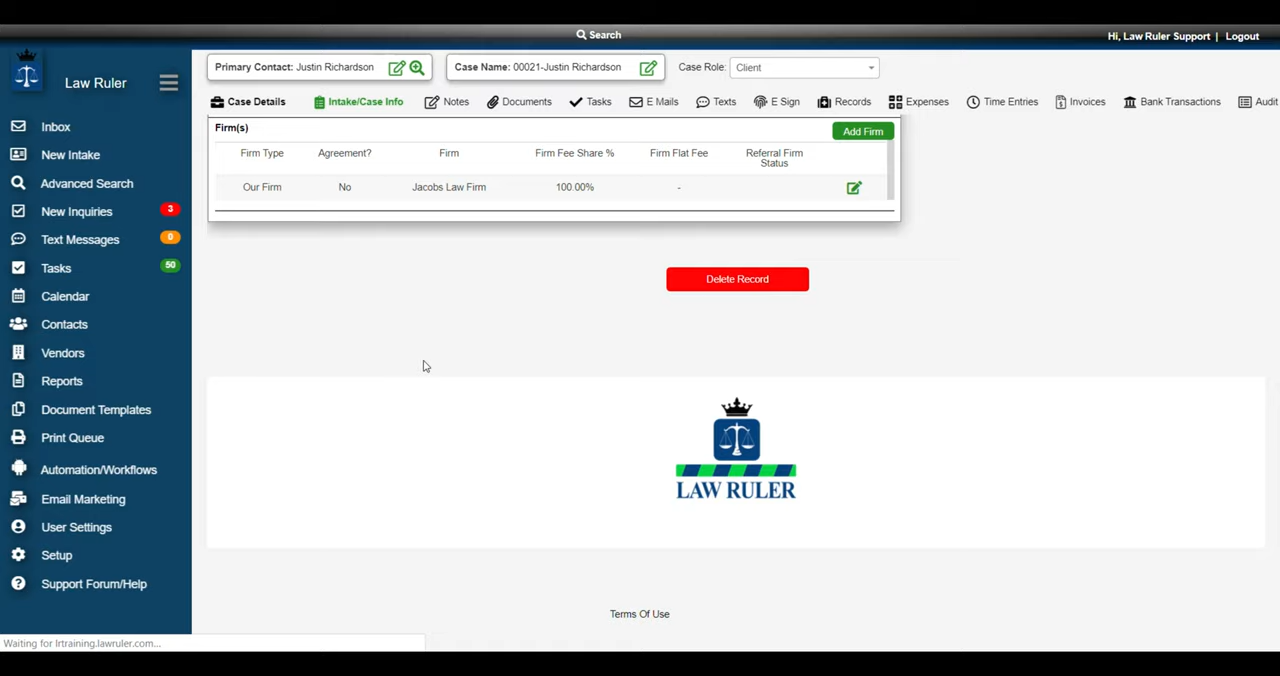 Search
Hi, Law Ruler Support | Logout
Law Ruler
Primary Contact: Justin Richardson
Case Name: 00021-Justin Richardson
Case Role:
Client
Case Details
Intake/Case Info
Notes
Documents
Tasks
E Mails
Texts
E Sign
Records
Expenses
Time Entries
Invoices
Bank Transactions
Audit
Inbox
New Intake
Advanced Search
New Inquiries
3
Text Messages
0
Tasks
50
Calendar
Contacts
Vendors
Reports
Document Templates
Print Queue
Automation/Workflows
Email Marketing
User Settings
Setup
Support Forum/Help
Firm(s)
Add Firm
Firm Type
Agreement?
Firm
Firm Fee Share %
Firm Flat Fee
Referral Firm
Status
Our Firm
No
Jacobs Law Firm
100.00%
-
Delete Record
LAW RULER
Terms Of Use
Waiting for lrtraining.lawruler.com...